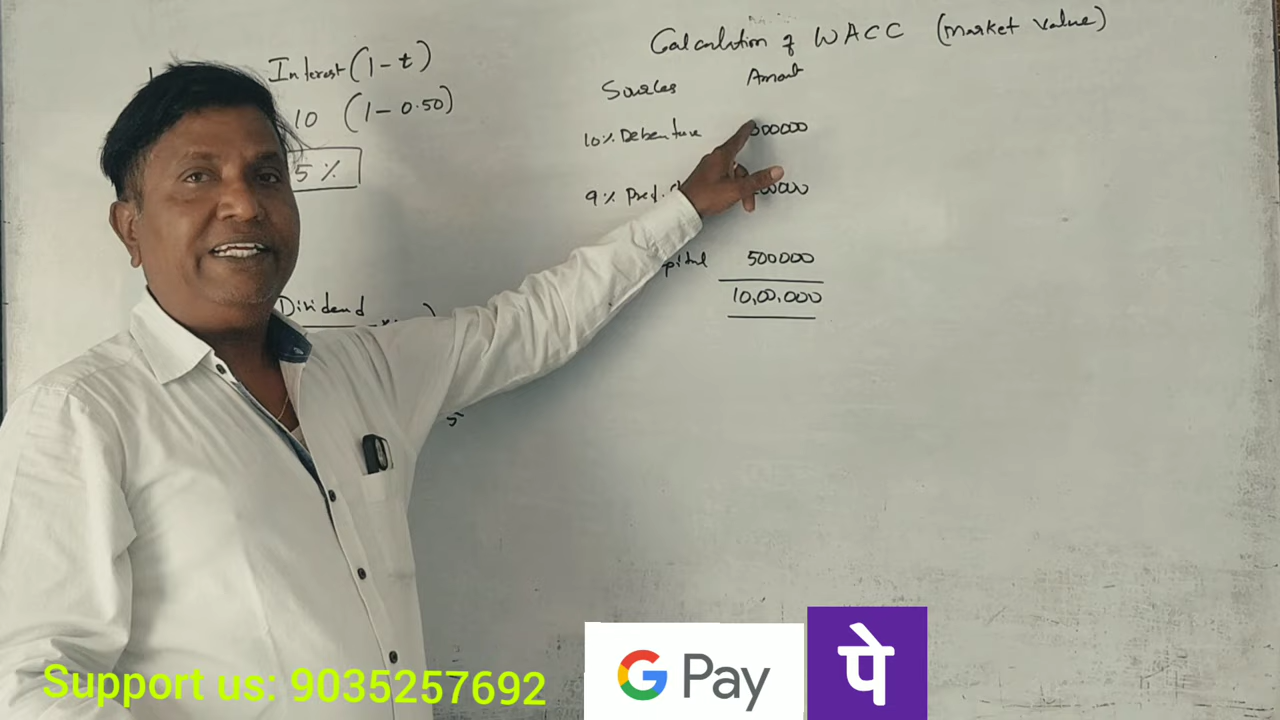 Interest (1-t)
10 (1-0.50)
5%
Dividend
Calculation of WACC (Market value)
Sources Amount
10% Debenture 00000
9% Pref.
500000
10,00,000
Support us: 9035257692
G Pay
पे